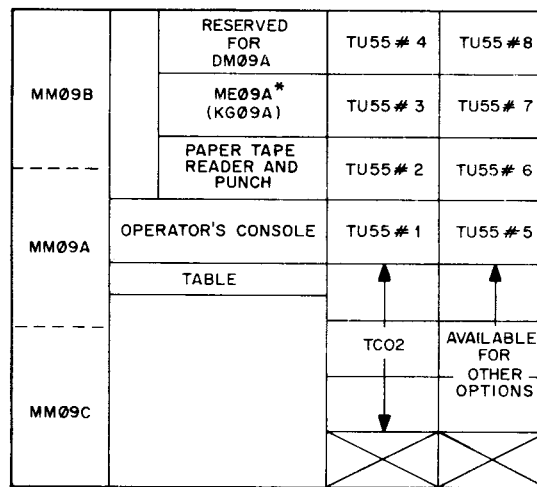 RESERVED
FOR
DM09A
TU55 # 4
TU55 #8
MM09B
ME09A*
(KG09A)
TU55 # 3
TU55 # 7
PAPER TAPE
READER AND
PUNCH
TU55 # 2
TU55 # 6
MM09A
OPERATOR'S CONSOLE
TU55 # 1
TU55 # 5
TABLE
TC02
AVAILABLE
FOR
OTHER
OPTIONS
MM09C